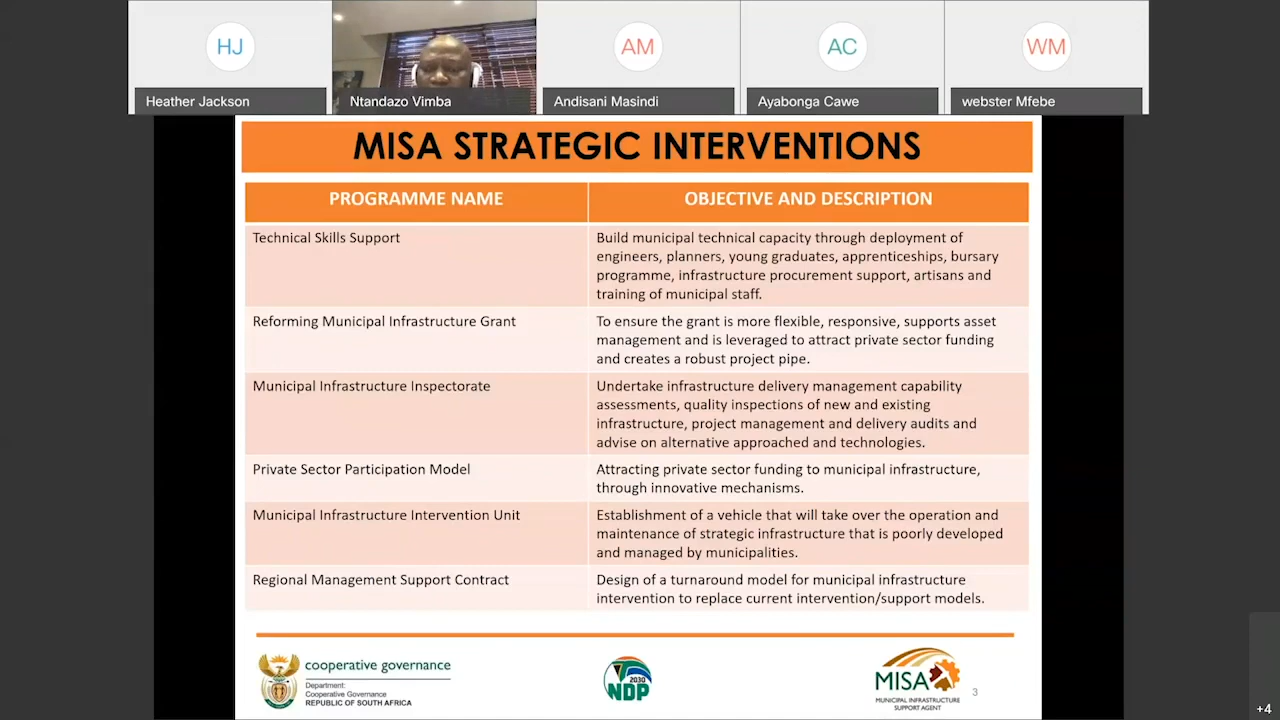 HJ
AM
AC
WM
Heather Jackson
Ntandazo Vimba
Andisani Masindi
Ayabonga Cawe
webster Mfebe
MISA STRATEGIC INTERVENTIONS
PROGRAMME NAME
OBJECTIVE AND DESCRIPTION
Technical Skills Support
Build municipal technical capacity through deployment of
engineers, planners, young graduates, apprenticeships, bursary
programme, infrastructure procurement support, artisans and
training of municipal staff.
Reforming Municipal Infrastructure Grant
To ensure the grant is more flexible, responsive, supports asset
management and is leveraged to attract private sector funding
and creates a robust project pipe.
Municipal Infrastructure Inspectorate
Undertake infrastructure delivery management capability
assessments, quality inspections of new and existing
infrastructure, project management and delivery audits and
advise on alternative approached and technologies.
Private Sector Participation Model
Attracting private sector funding to municipal infrastructure,
through innovative mechanisms.
Municipal Infrastructure Intervention Unit
Establishment of a vehicle that will take over the operation and
maintenance of strategic infrastructure that is poorly developed
and managed by municipalities.
Regional Management Support Contract
Design of a turnaround model for municipal infrastructure
intervention to replace current intervention/support models.
cooperative governance
Department:
Cooperative Governance
REPUBLIC OF SOUTH AFRICA
2030
NDP
MISA
MUNICIPAL INFRASTRUCTURE
SUPPORT AGENT
3
+4